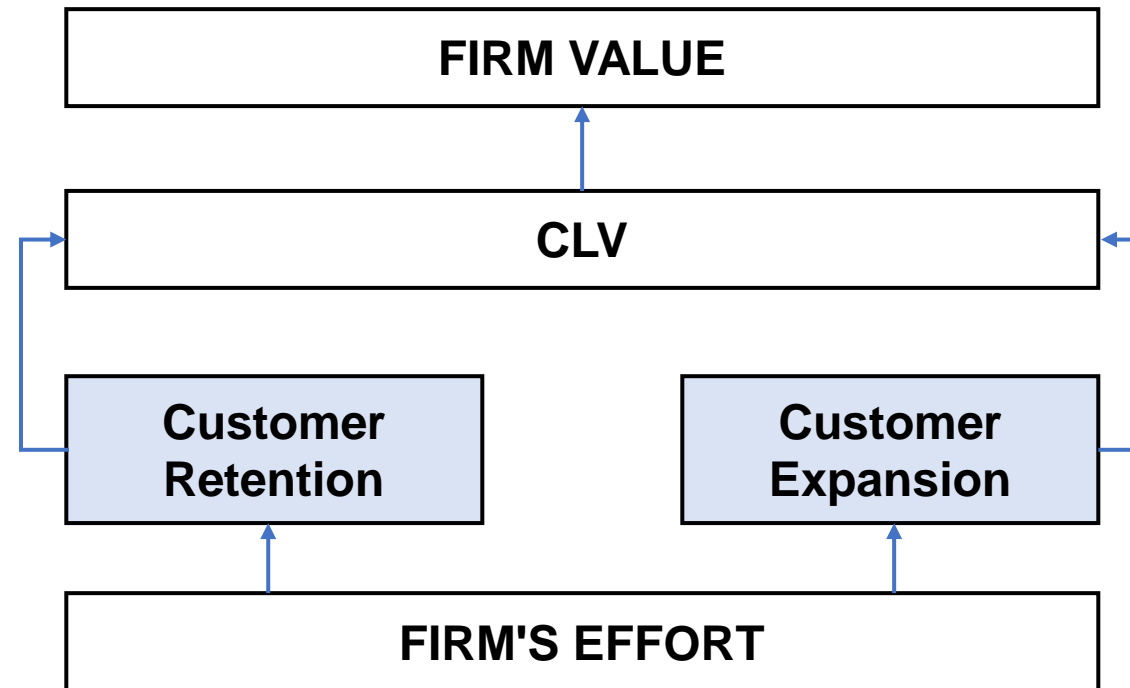 FIRM VALUE
CLV
Customer
Retention
Customer
Expansion
FIRM'S EFFORT